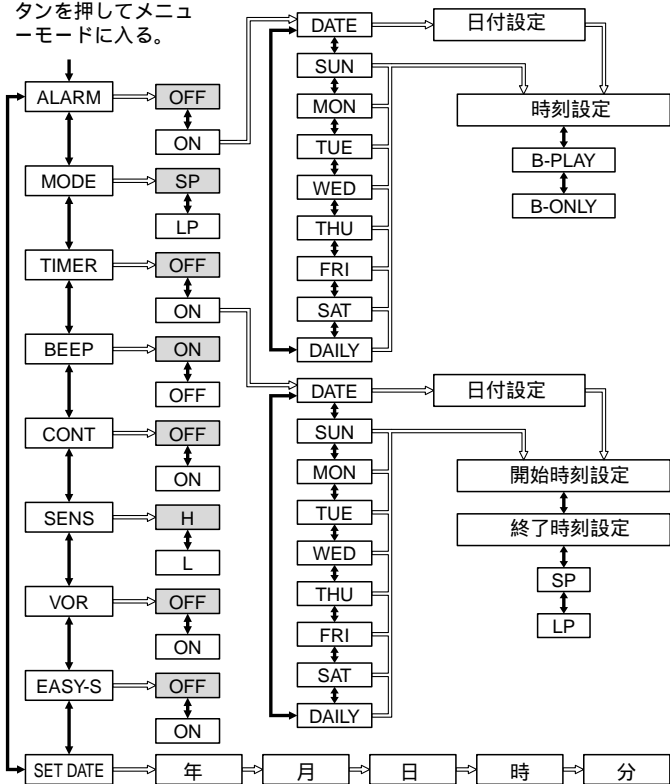 タンを押してメニュ
ーモードに入る。
ALARM
OFF
ON
MODE
SP
LP
TIMER
OFF
ON
BEEP
ON
OFF
CONT
OFF
ON
SENS
H
L
VOR
OFF
ON
EASY-S
OFF
ON
SET DATE
年
月
日
時
分
DATE
SUN
MON
TUE
WED
THU
FRI
SAT
DAILY
日付設定
時刻設定
B-PLAY
B-ONLY
DATE
SUN
MON
TUE
WED
THU
FRI
SAT
DAILY
日付設定
開始時刻設定
終了時刻設定
SP
LP